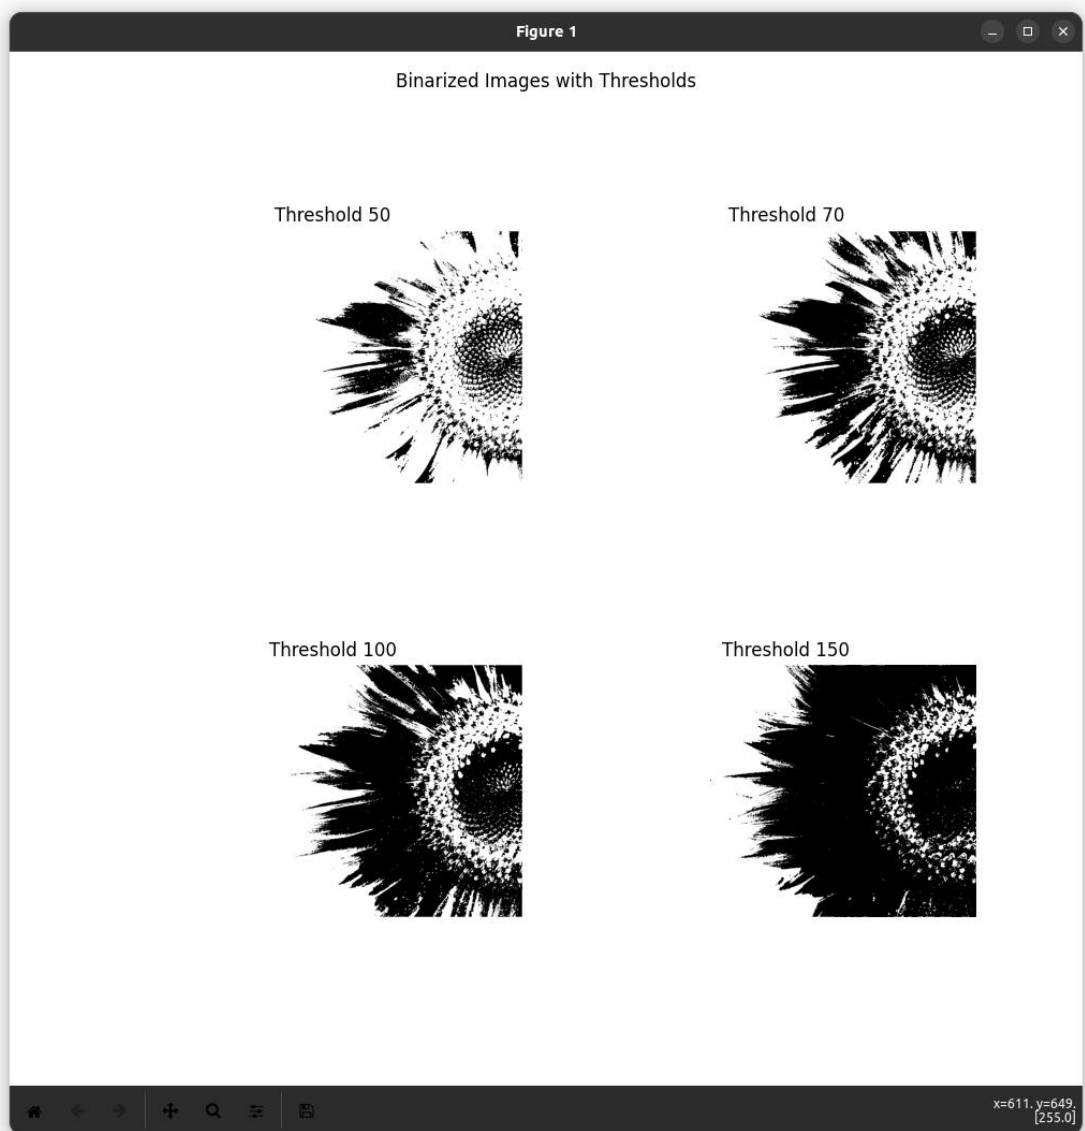 Figure 1
Binarized Images with Thresholds
Threshold 50
Threshold 70
Threshold 100
Threshold 150
x=611. y=649.
[255.0]